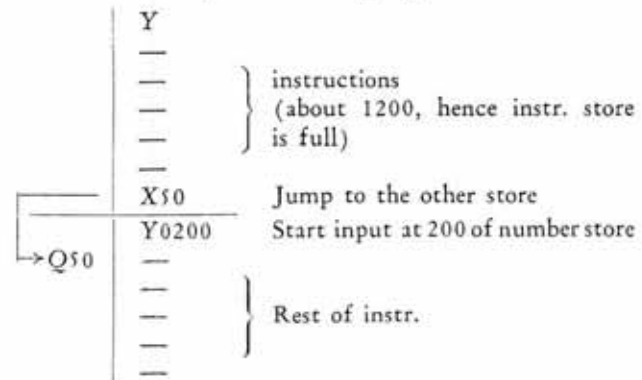 Y
—
— instructions
— (about 1200, hence instr. store
— is full)
—
X50 Jump to the other store
Y0200 Start input at 200 of number store
Q50 —
—
— Rest of instr.
—
—